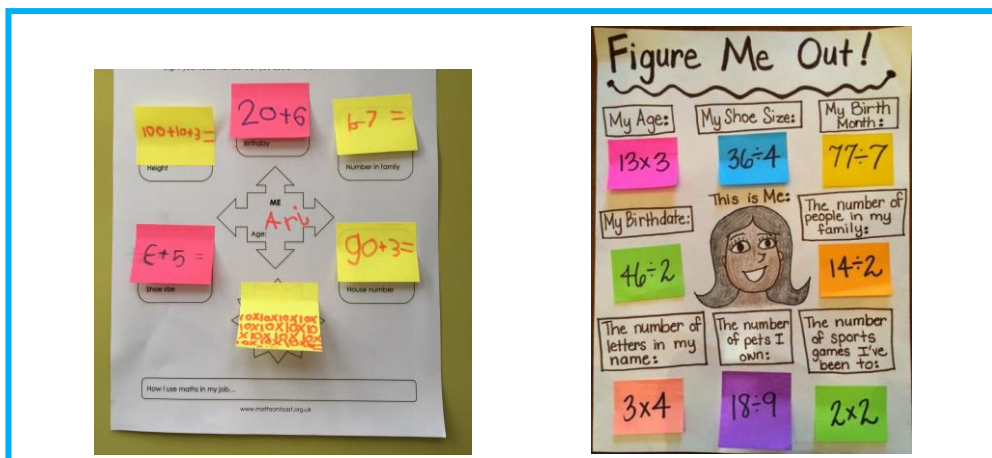 100+10+3=
Height
20+6
Birthday
6-7 =
Number in family
ME
Ari
Age:
Shoe size
90+3=
House number
How I use maths in my job...
www.mathsontoast.org.uk
Figure Me Out!
My Age:
My Shoe Size:
My Birth
Month:
13x3
36÷4
77÷7
My Birthdate:
This is Me:
The number of
people in my
family:
46÷2
14÷2
The number of
letters in my
name:
The number
of pets I
own:
The number
of sports
games I've
been to:
3x4
18÷9
2x2